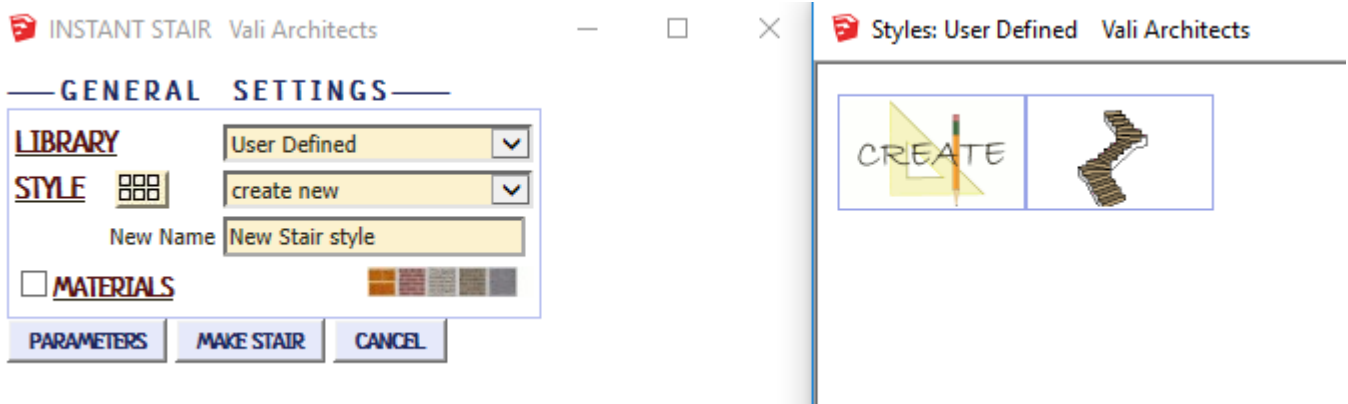 INSTANT STAIR Vali Architects
GENERAL SETTINGS
LIBRARY User Defined
STYLE create new
New Name New Stair style
MATERIALS
PARAMETERS MAKE STAIR CANCEL
Styles: User Defined Vali Architects
CREATE